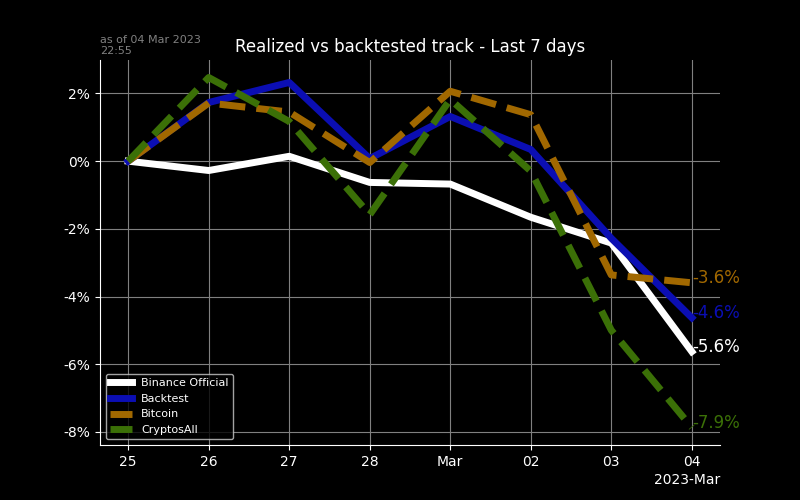 as of 04 Mar 2023
22:55
Realized vs backtested track - Last 7 days
2%
0%
-2%
-4%
-6%
-8%
-3.6%
-4.6%
-5.6%
-7.9%
Binance Official
Backtest
Bitcoin
CryptosAll
25 26 27 28 Mar 02 03 04
2023-Mar